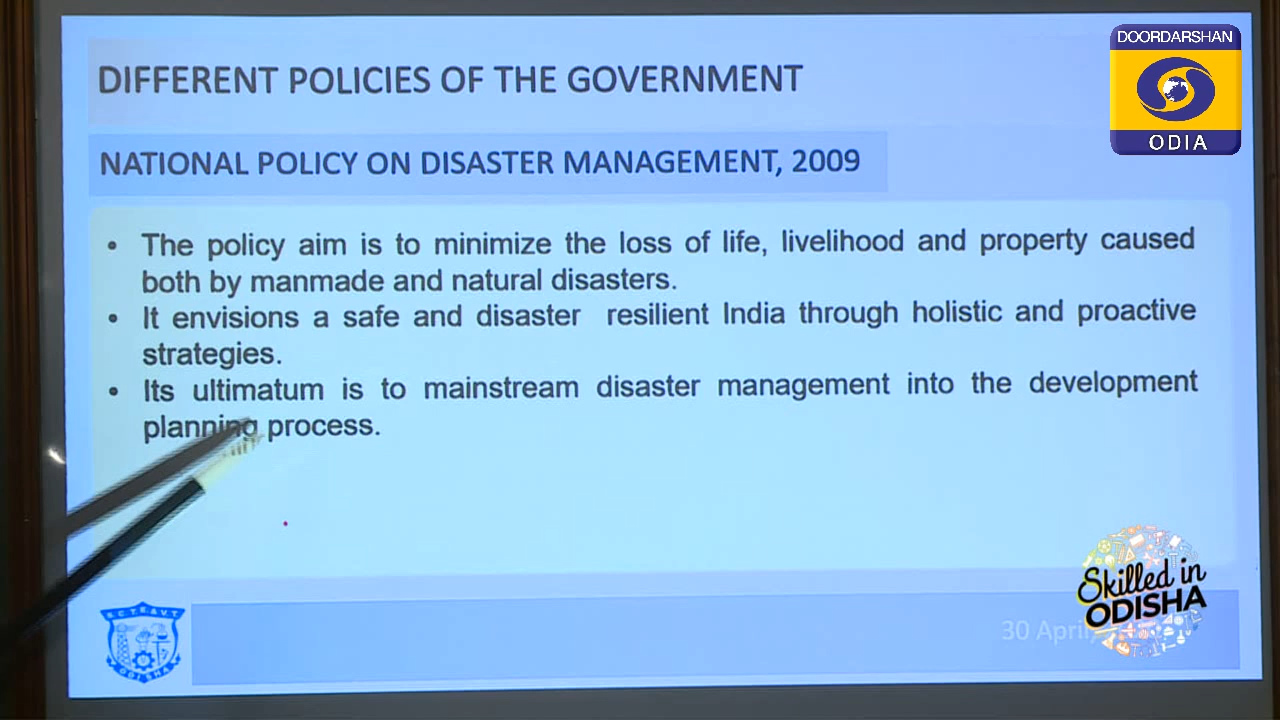 DOORDARSHAN
ODIA
DIFFERENT POLICIES OF THE GOVERNMENT
NATIONAL POLICY ON DISASTER MANAGEMENT, 2009
• The policy aim is to minimize the loss of life, livelihood and property caused
both by manmade and natural disasters.
• It envisions a safe and disaster resilient India through holistic and proactive
strategies.
• Its ultimatum is to mainstream disaster management into the development
planning process.
S.C.T.E.&V.T.
ODISHA
30 April,
Skilled in
ODISHA